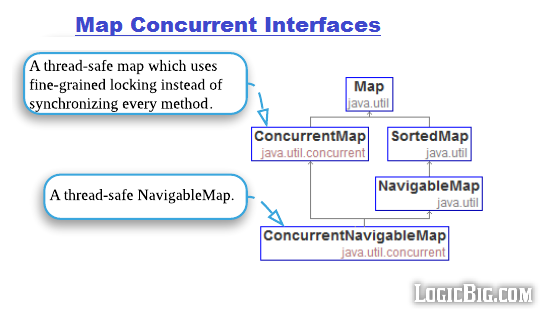 Map Concurrent Interfaces
A thread-safe map which uses
fine-grained locking instead of
synchronizing every method.
Map
java.util
ConcurrentMap
java.util.concurrent
SortedMap
java.util
A thread-safe NavigableMap.
NavigableMap
java.util
ConcurrentNavigableMap
java.util.concurrent
LogicBig.com